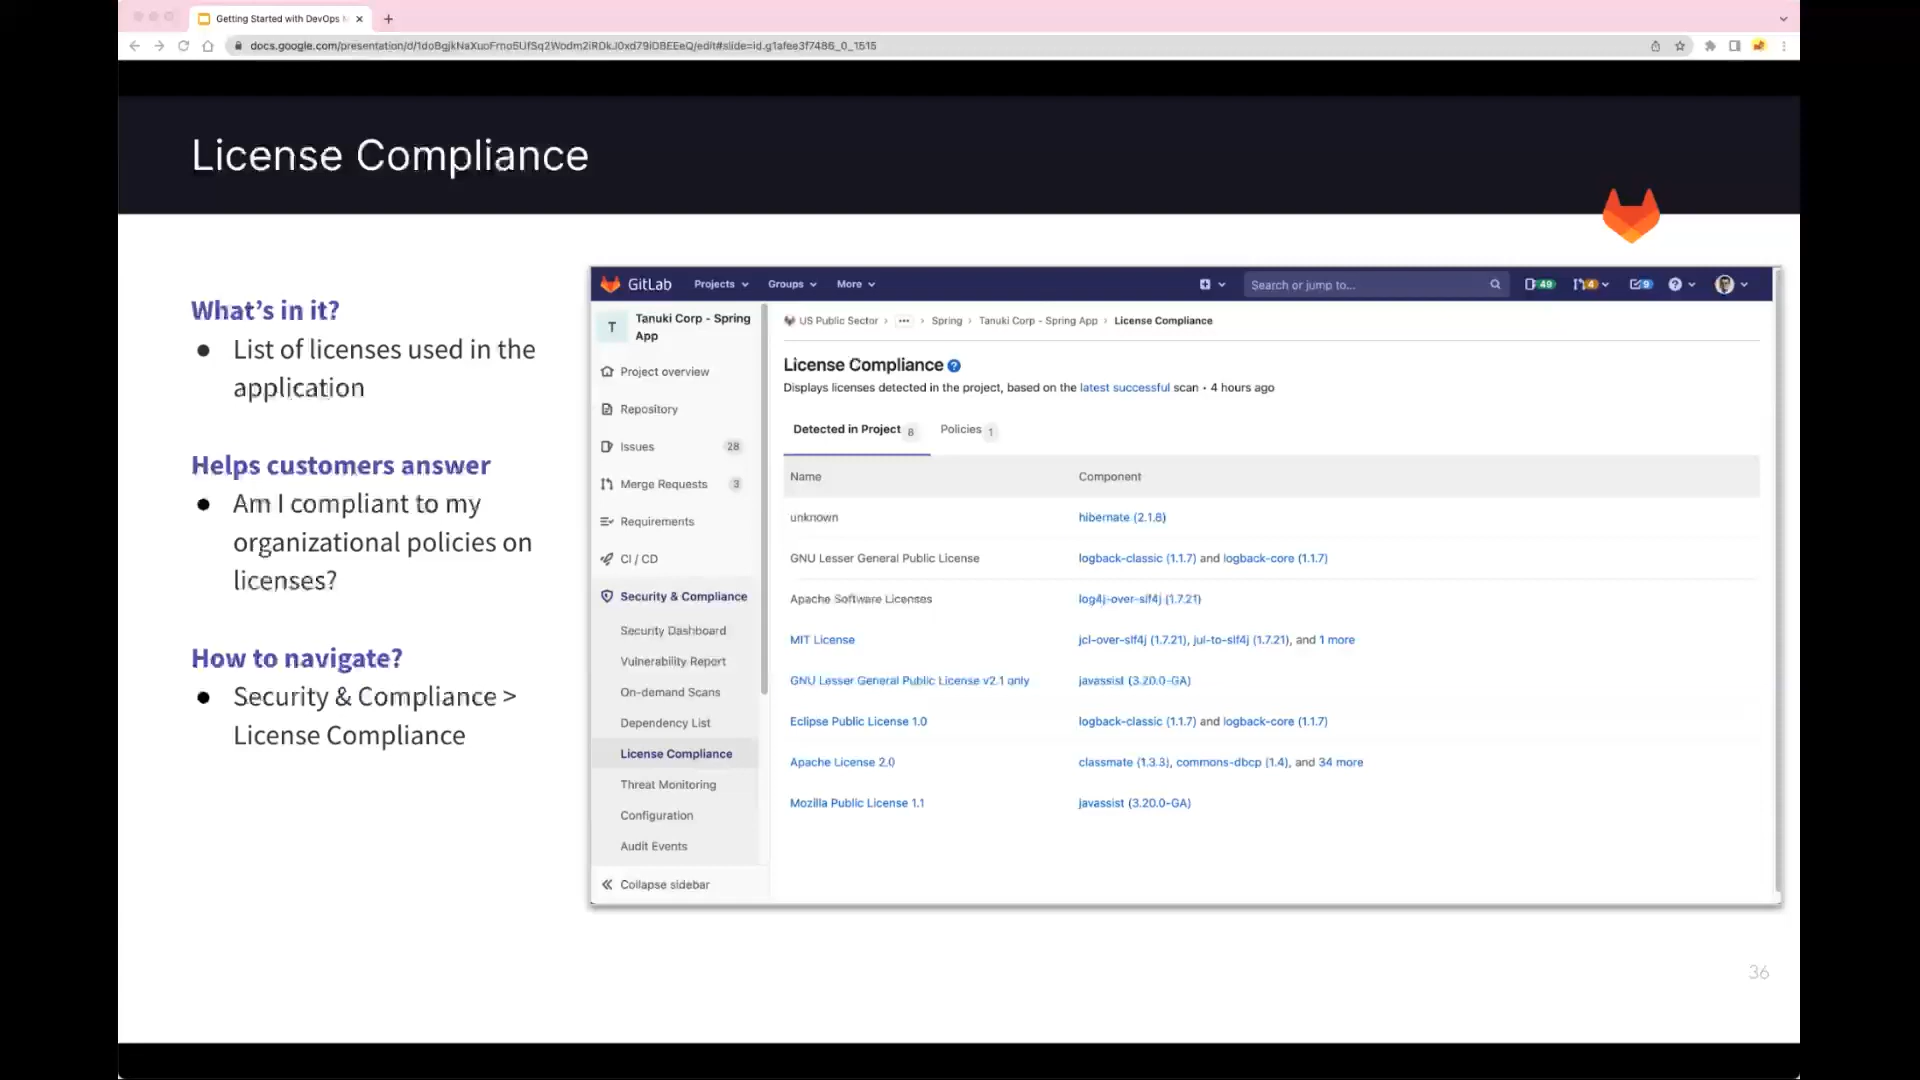 Getting Started with DevOps M
docs.google.com/presentation/d/1doBgjkNaXuoFrno5UfSq2Wodm2iRDkJ0xd79iDBEEeQ/edit#slide=id.g1afee3f7486_0_1515
License Compliance
What's in it?
● List of licenses used in the
application
Helps customers answer
● Am I compliant to my
organizational policies on
licenses?
How to navigate?
● Security & Compliance >
License Compliance
GitLab Projects Groups More Search or jump to... 49 4 9
T Tanuki Corp - Spring
App
Project overview
Repository
Issues 28
Merge Requests 3
Requirements
CI / CD
Security & Compliance
Security Dashboard
Vulnerability Report
On-demand Scans
Dependency List
License Compliance
Threat Monitoring
Configuration
Audit Events
Collapse sidebar
US Public Sector › ••• › Spring › Tanuki Corp - Spring App › License Compliance
License Compliance
Displays licenses detected in the project, based on the latest successful scan • 4 hours ago
Detected in Project 8 Policies 1
Name Component
unknown hibernate (2.1.8)
GNU Lesser General Public License logback-classic (1.1.7) and logback-core (1.1.7)
Apache Software Licenses log4j-over-slf4j (1.7.21)
MIT License jcl-over-slf4j (1.7.21), jul-to-slf4j (1.7.21), and 1 more
GNU Lesser General Public License v2.1 only javassist (3.20.0-GA)
Eclipse Public License 1.0 logback-classic (1.1.7) and logback-core (1.1.7)
Apache License 2.0 classmate (1.3.3), commons-dbcp (1.4), and 34 more
Mozilla Public License 1.1 javassist (3.20.0-GA)
36